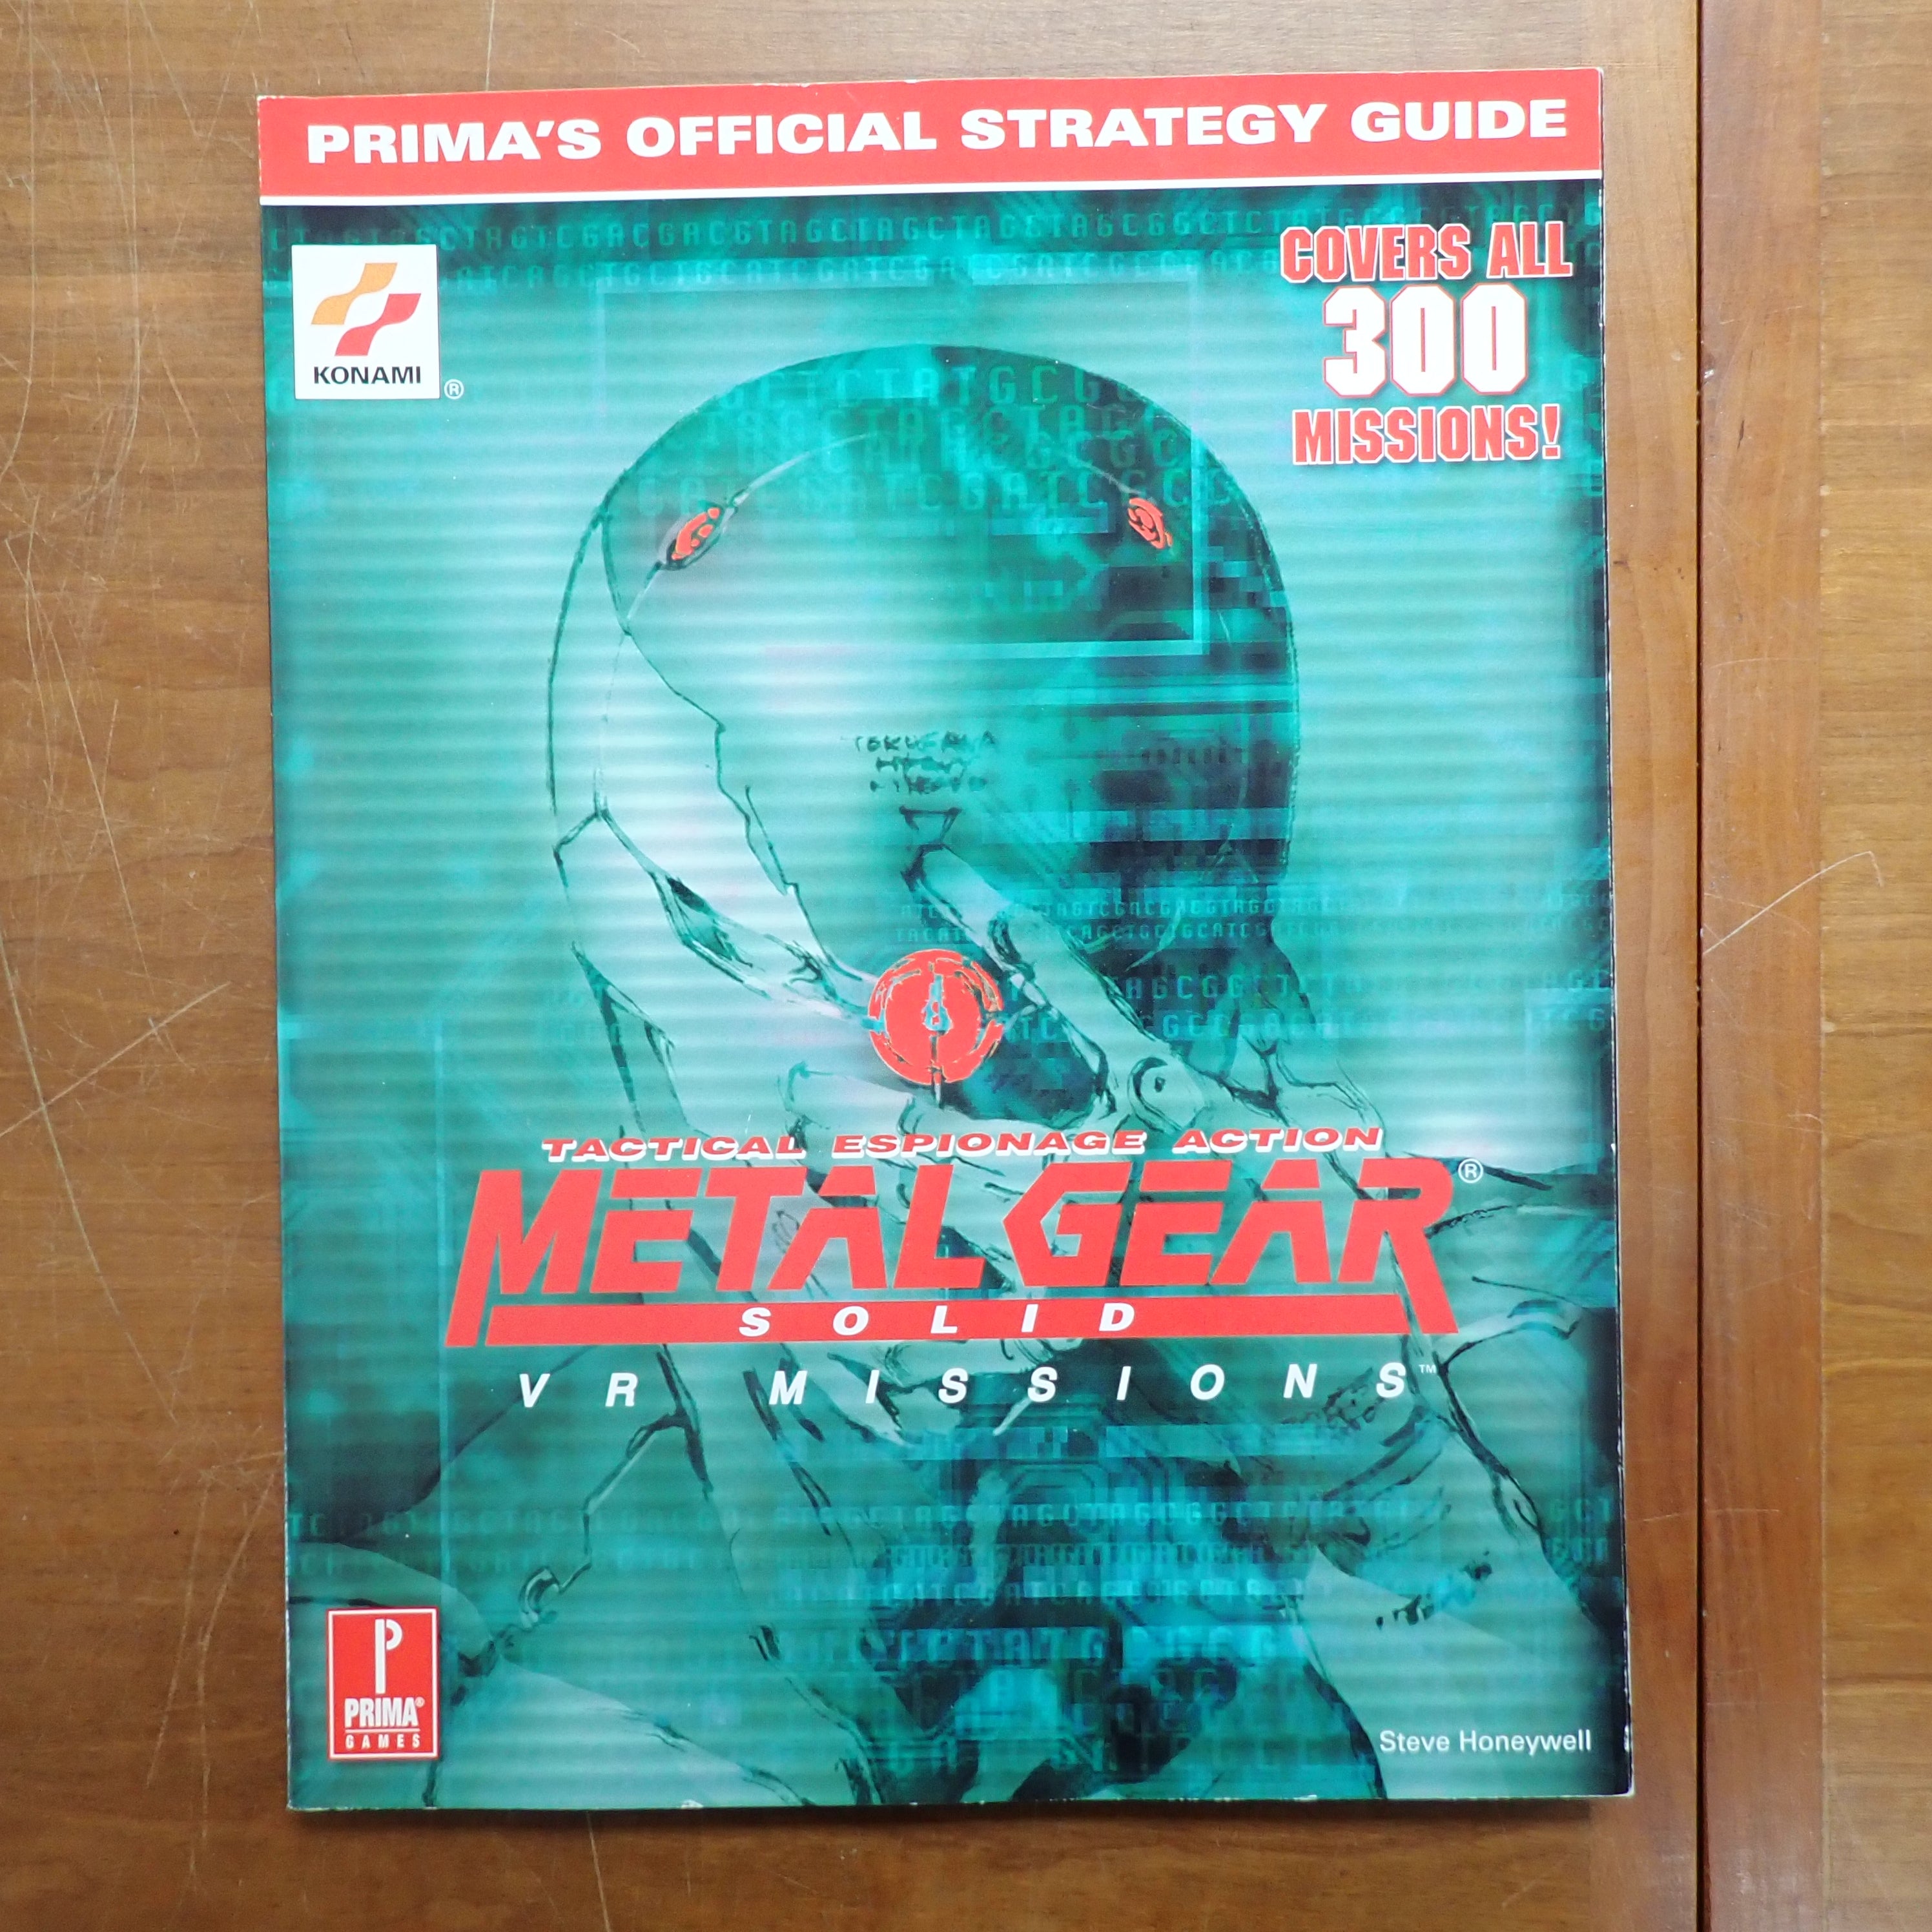 PRIMA'S OFFICIAL STRATEGY GUIDE
KONAMI ®
COVERS ALL
300
MISSIONS!
TACTICAL ESPIONAGE ACTION
METAL GEAR ®
SOLID
VR MISSIONS™
PRIMA®
GAMES
Steve Honeywell